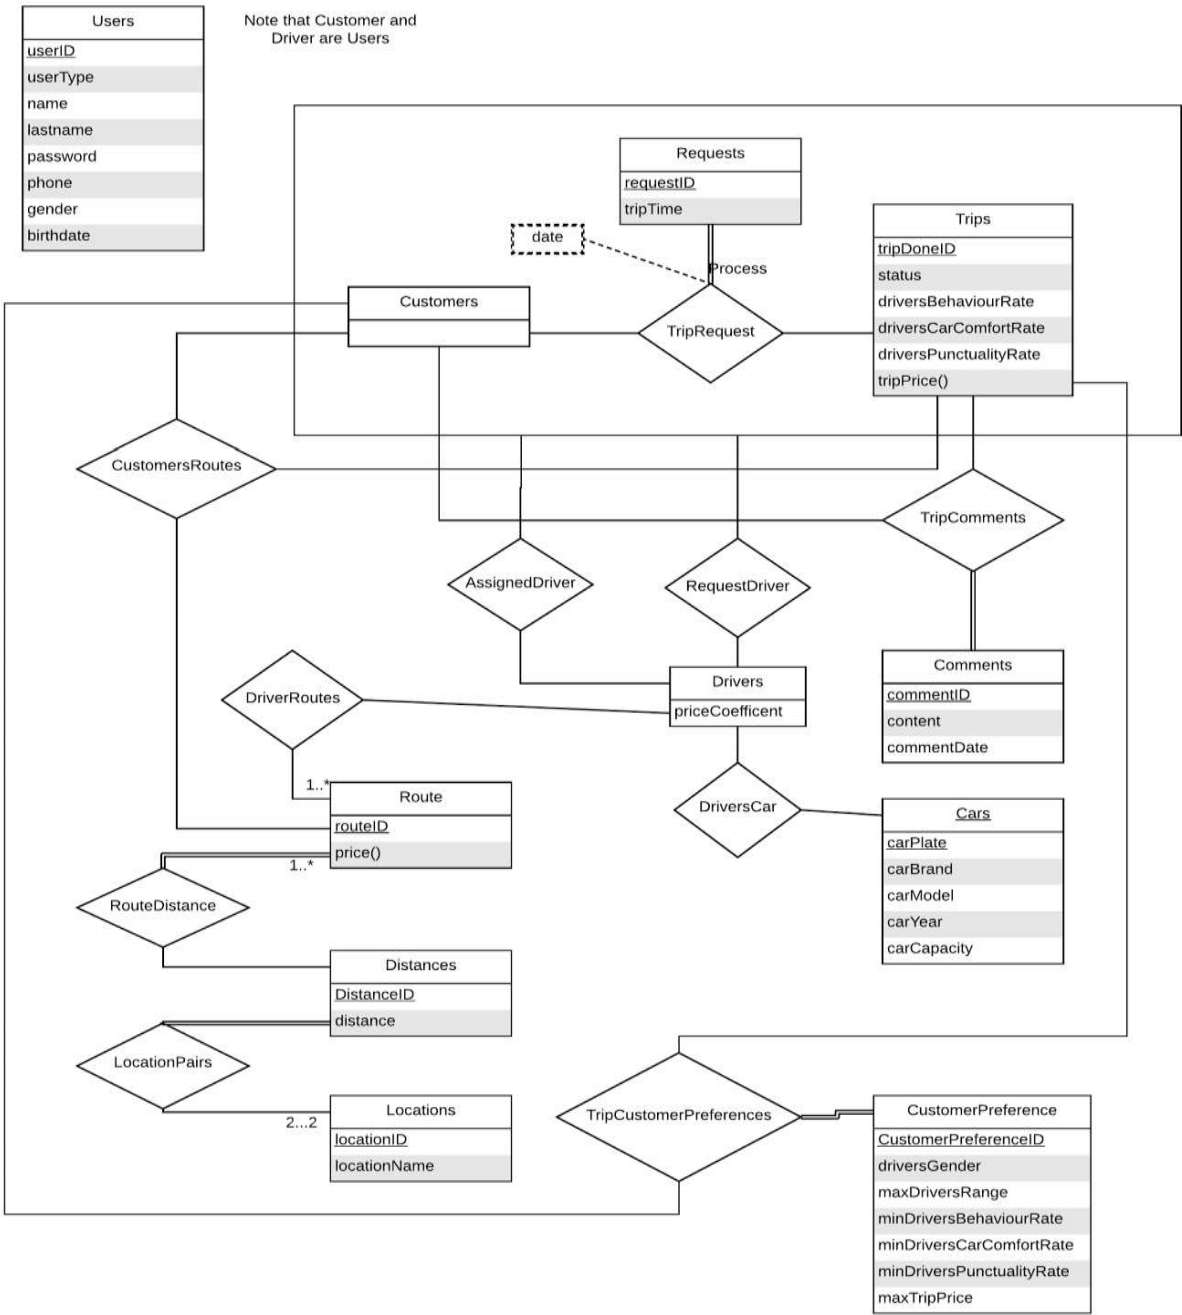 Users
userID
userType
name
lastname
password
phone
gender
birthdate
Note that Customer and
Driver are Users
Requests
requestID
tripTime
date
Process
Trips
tripDoneID
status
driversBehaviourRate
driversCarComfortRate
driversPunctualityRate
tripPrice()
Customers
TripRequest
CustomersRoutes
TripComments
AssignedDriver
RequestDriver
Comments
commentID
content
commentDate
Drivers
priceCoefficent
DriverRoutes
1..*
Route
routeID
price()
1..*
DriversCar
Cars
carPlate
carBrand
carModel
carYear
carCapacity
RouteDistance
Distances
DistanceID
distance
LocationPairs
2...2
Locations
locationID
locationName
TripCustomerPreferences
CustomerPreference
CustomerPreferenceID
driversGender
maxDriversRange
minDriversBehaviourRate
minDriversCarComfortRate
minDriversPunctualityRate
maxTripPrice